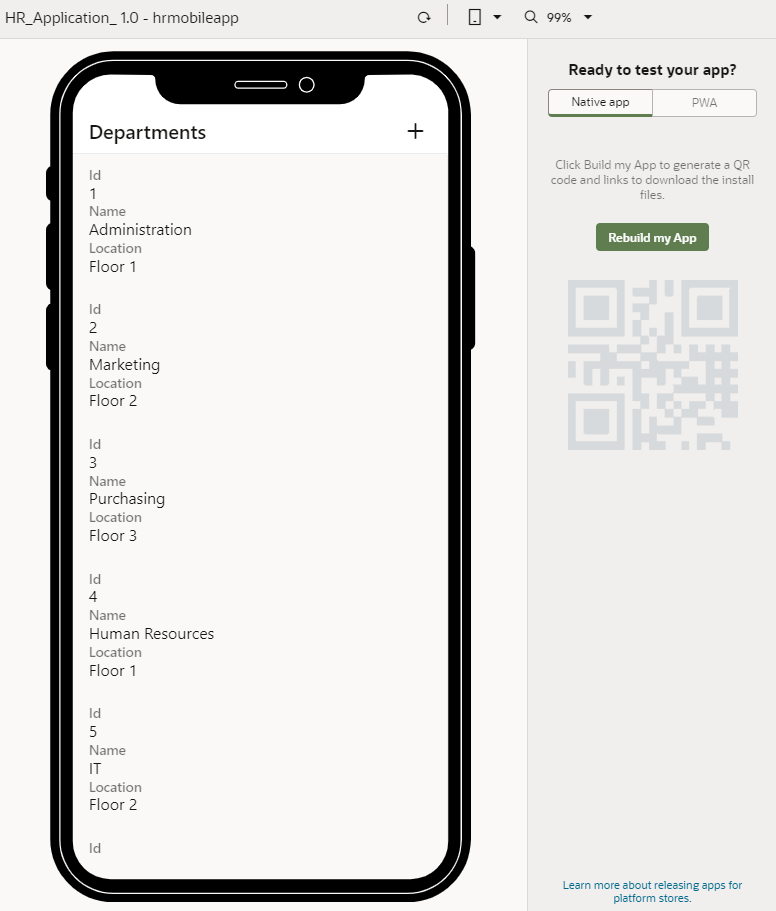 HR_Application_ 1.0 - hrmobileapp
99%
Departments
Id
1
Name
Administration
Location
Floor 1
Id
2
Name
Marketing
Location
Floor 2
Id
3
Name
Purchasing
Location
Floor 3
Id
4
Name
Human Resources
Location
Floor 1
Id
5
Name
IT
Location
Floor 2
Id
Ready to test your app?
Native app
PWA
Click Build my App to generate a QR
code and links to download the install
files.
Rebuild my App
Learn more about releasing apps for
platform stores.